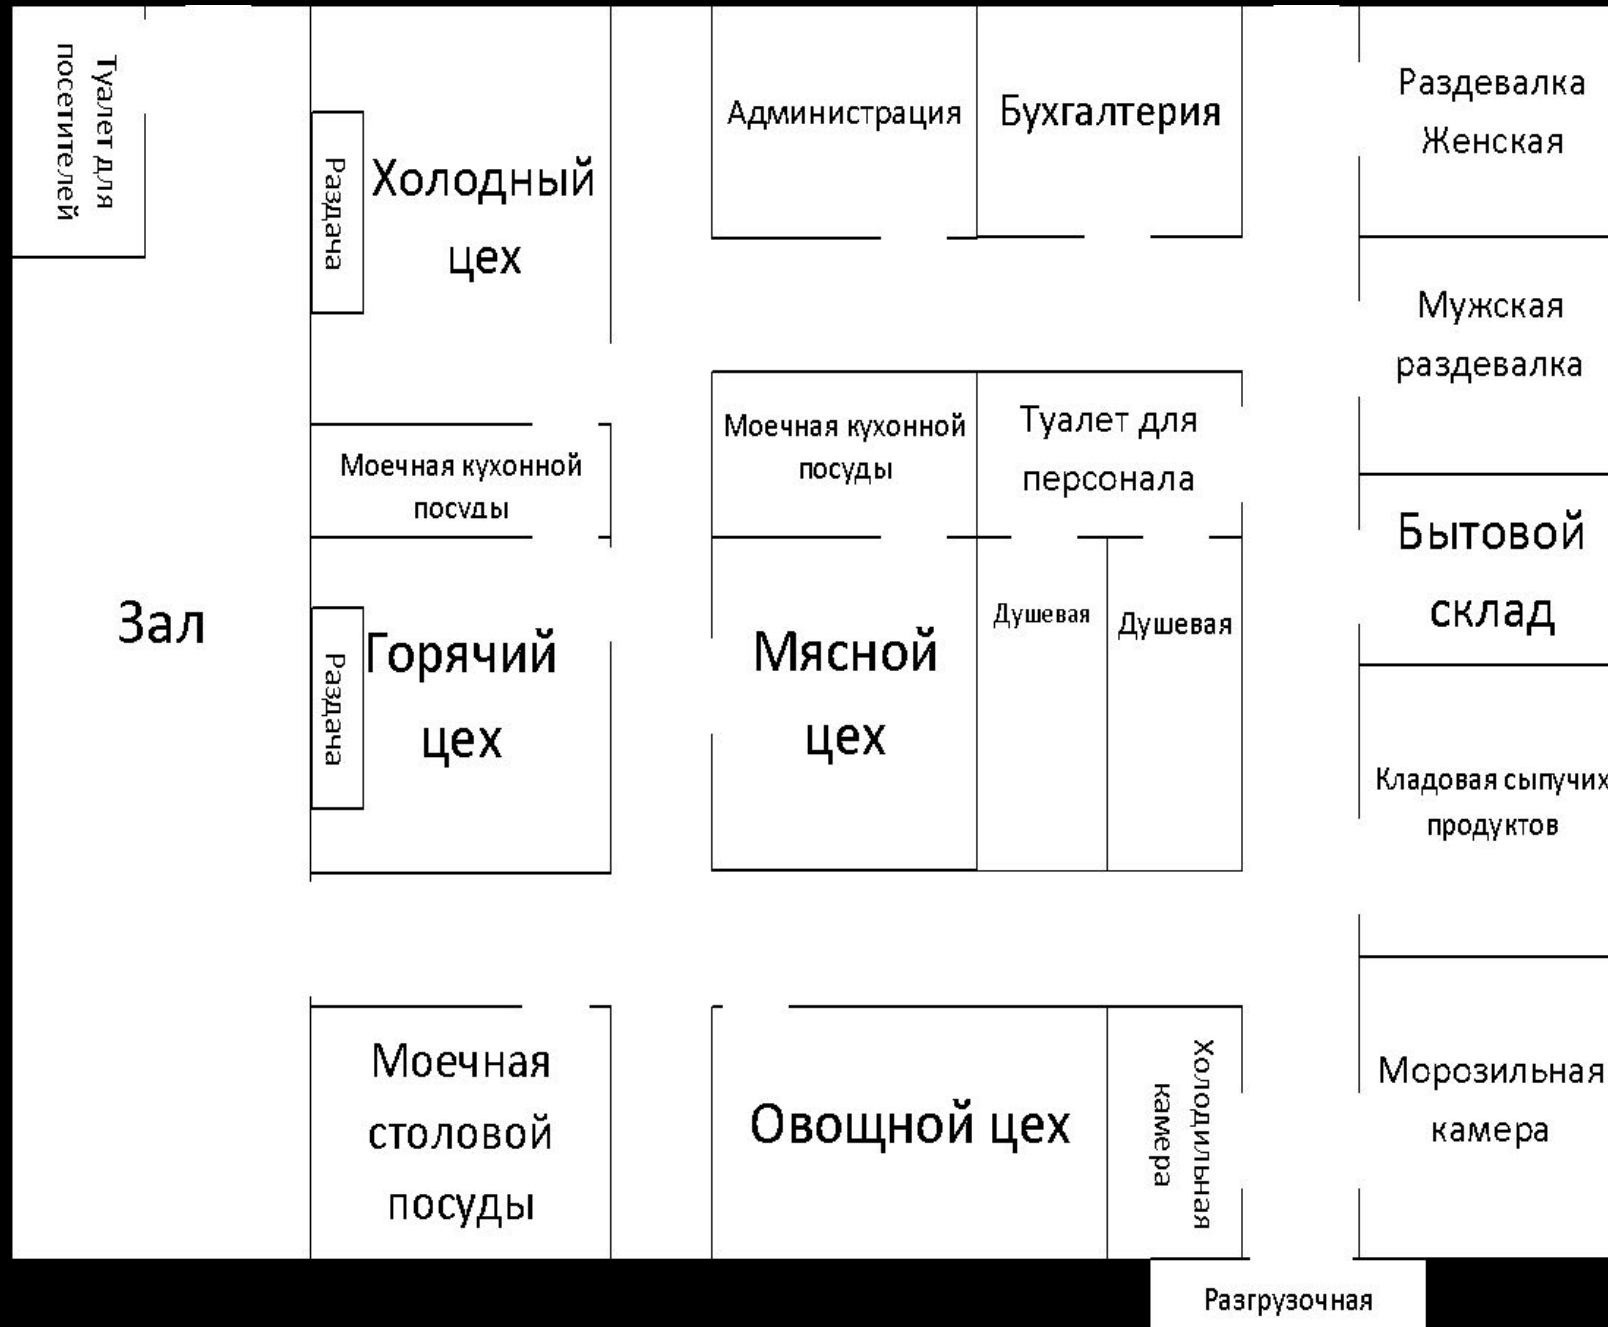 Туалет для
посетителей
Раздача
Холодный
цех
Администрация
Бухгалтерия
Раздевалка
Женская
Мужская
раздевалка
Моечная кухонной
посуды
Моечная кухонной
посуды
Туалет для
персонала
Бытовой
склад
Зал
Раздача
Горячий
цех
Мясной
цех
Душевая
Душевая
Кладовая сыпучих
продуктов
Моечная
столовой
посуды
Овощной цех
Холодильная
камера
Морозильная
камера
Разгрузочная